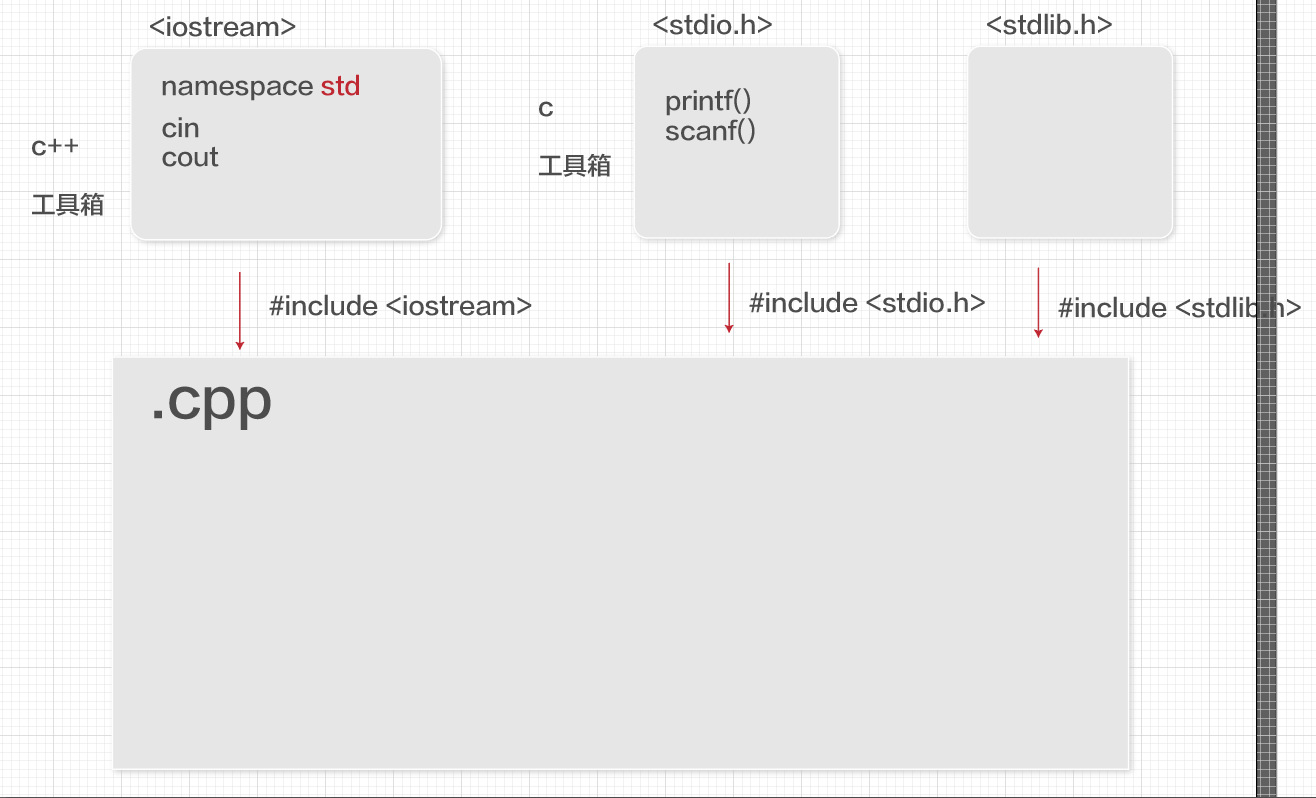 <iostream>
namespace std
cin
cout
c++
工具箱
<stdio.h>
printf()
scanf()
c
工具箱
<stdlib.h>
#include <iostream>
#include <stdio.h>
#include <stdlib.h>
.cpp